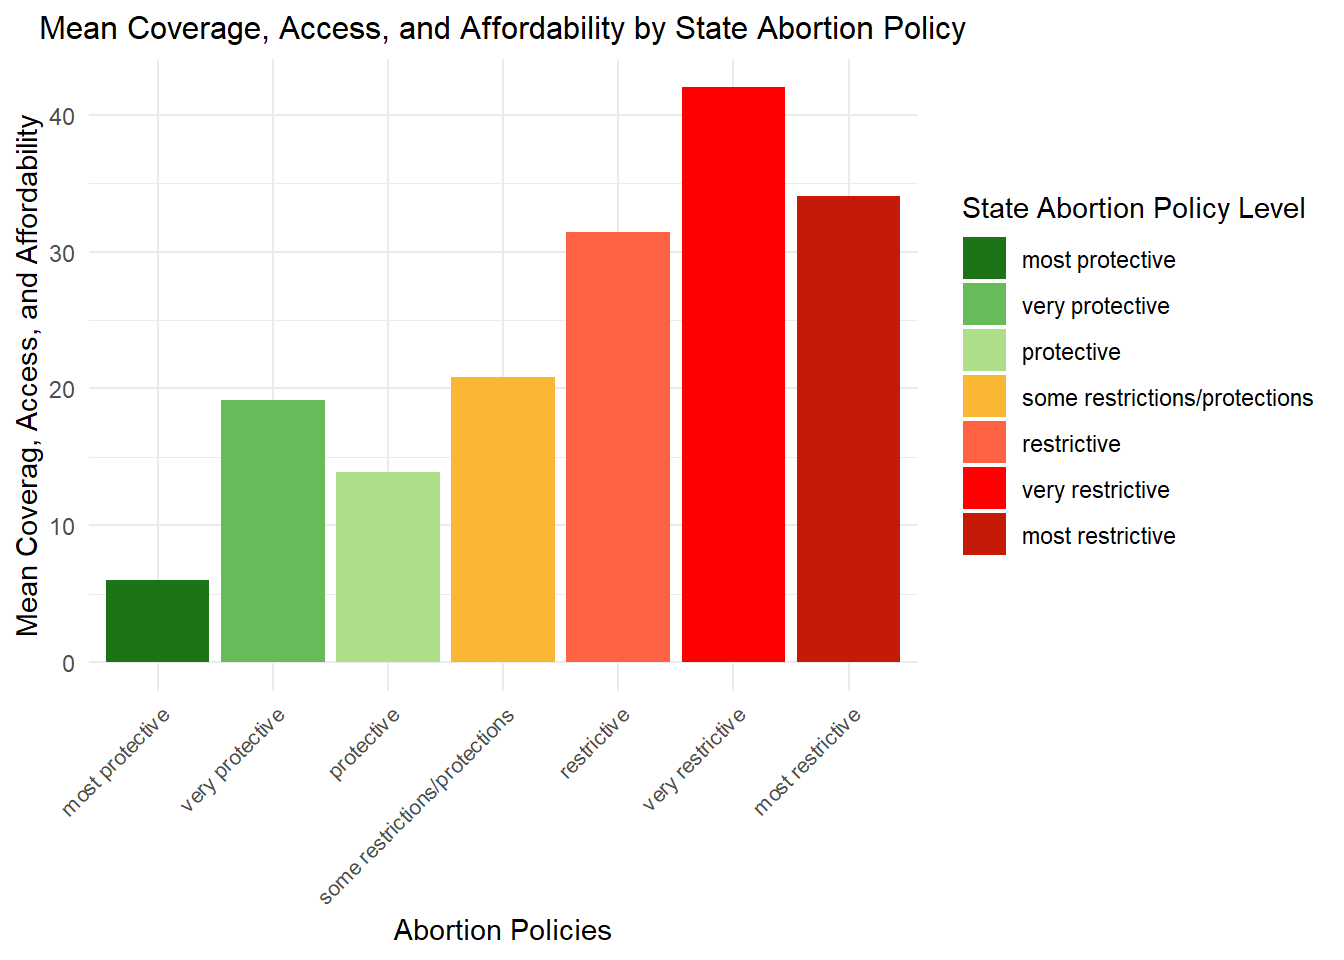 Mean Coverage, Access, and Affordability by State Abortion Policy
Mean Coverag, Access, and Affordability
40
30
20
10
0
most protective
very protective
protective
some restrictions/protections
restrictive
very restrictive
most restrictive
Abortion Policies
State Abortion Policy Level
most protective
very protective
protective
some restrictions/protections
restrictive
very restrictive
most restrictive